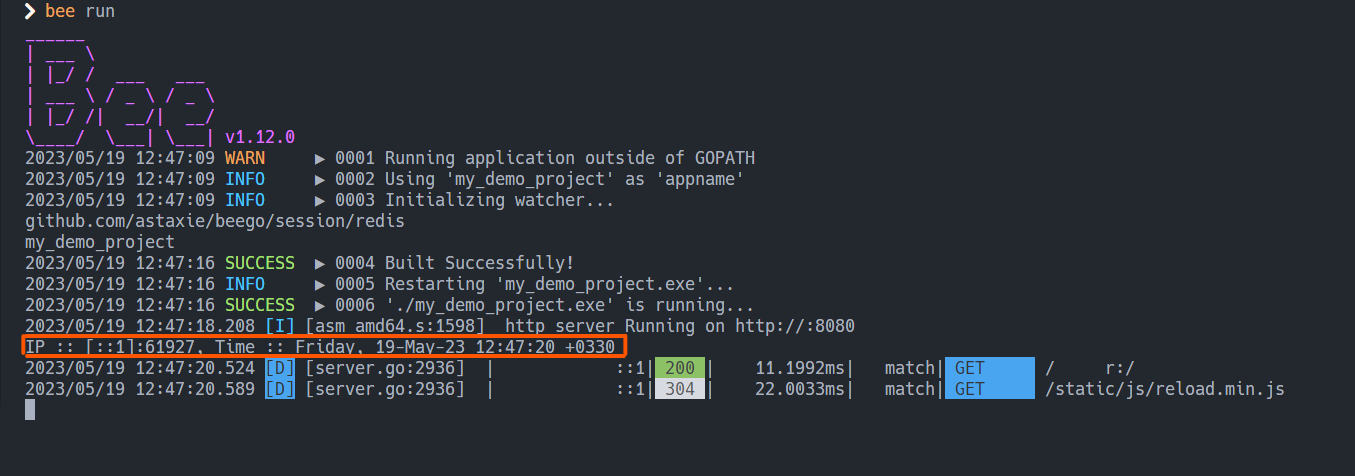 ❯ bee run
______
| ___ \
| |_/ /  ___   ___
| ___ \ / _ \ / _ \
| |_/ /|  __/|  __/
\____/  \___| \___| v1.12.0
2023/05/19 12:47:09 WARN     ▶ 0001 Running application outside of GOPATH
2023/05/19 12:47:09 INFO     ▶ 0002 Using 'my_demo_project' as 'appname'
2023/05/19 12:47:09 INFO     ▶ 0003 Initializing watcher...
github.com/astaxie/beego/session/redis
my_demo_project
2023/05/19 12:47:16 SUCCESS  ▶ 0004 Built Successfully!
2023/05/19 12:47:16 INFO     ▶ 0005 Restarting 'my_demo_project.exe'...
2023/05/19 12:47:16 SUCCESS  ▶ 0006 './my_demo_project.exe' is running...
2023/05/19 12:47:18.208 [I] [asm_amd64.s:1598]  http server Running on http://:8080
IP :: [::1]:61927, Time :: Friday, 19-May-23 12:47:20 +0330
2023/05/19 12:47:20.524 [D] [server.go:2936]  |            ::1| 200 |    11.1992ms|   match| GET     /     r:/
2023/05/19 12:47:20.589 [D] [server.go:2936]  |            ::1| 304 |    22.0033ms|   match| GET     /static/js/reload.min.js